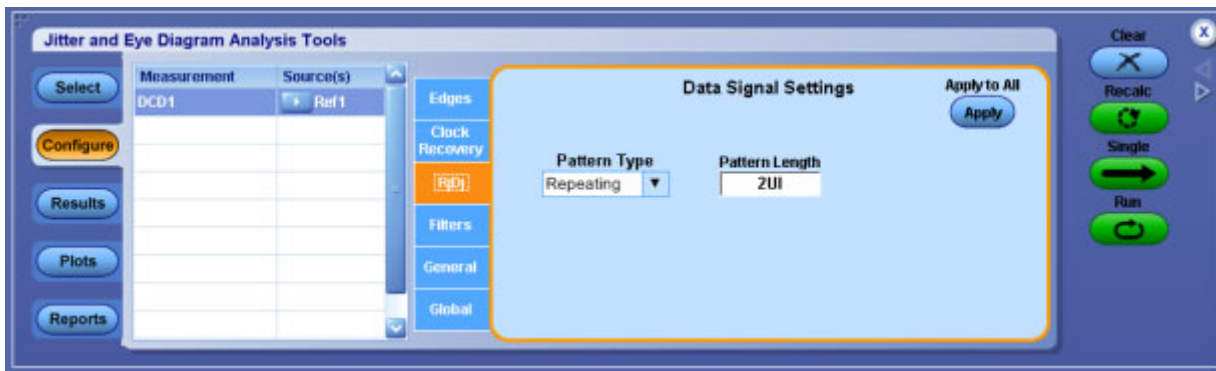 Jitter and Eye Diagram Analysis Tools
Select
Configure
Results
Plots
Reports
Measurement Source(s)
DCD1 Ref1
Edges
Clock
Recovery
RjDj
Filters
General
Global
Data Signal Settings
Apply to All
Apply
Pattern Type
Repeating
Pattern Length
2UI
Clear
X
Recalc
Single
Run